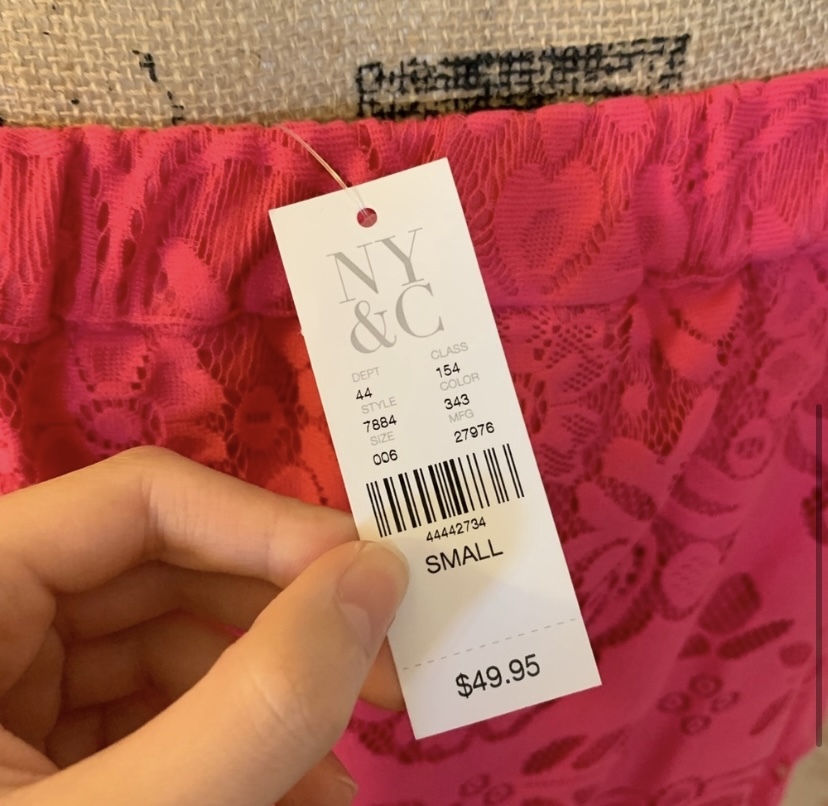 NY
&C
DEPT CLASS
44 154
STYLE COLOR
7884 343
SIZE MFG
006 27976
44442734
SMALL
$49.95